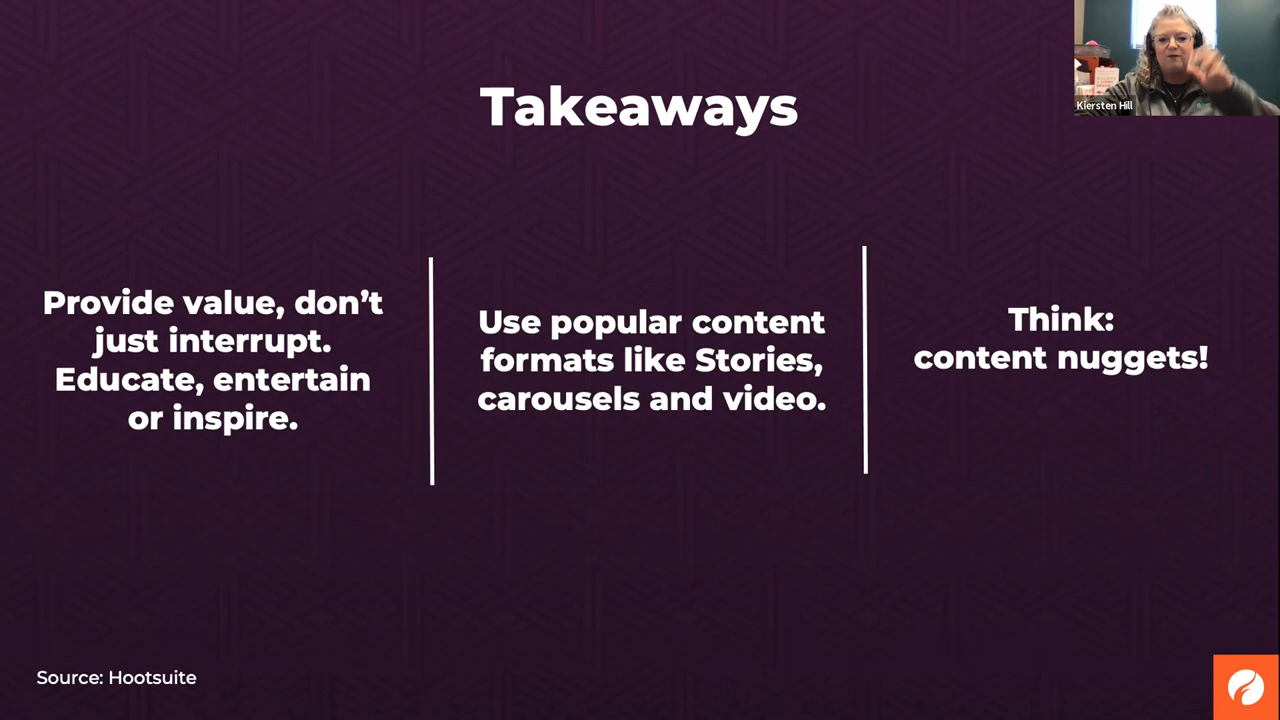 Takeaways
Kiersten Hill
Provide value, don’t
just interrupt.
Educate, entertain
or inspire.
Use popular content
formats like Stories,
carousels and video.
Think:
content nuggets!
Source: Hootsuite